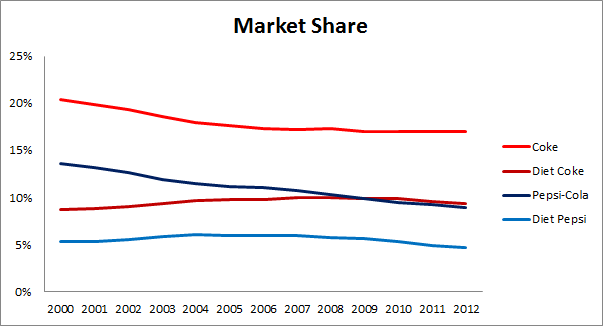 Market Share
25%
20%
15%
10%
5%
0%
2000 2001 2002 2003 2004 2005 2006 2007 2008 2009 2010 2011 2012
Coke
Diet Coke
Pepsi-Cola
Diet Pepsi